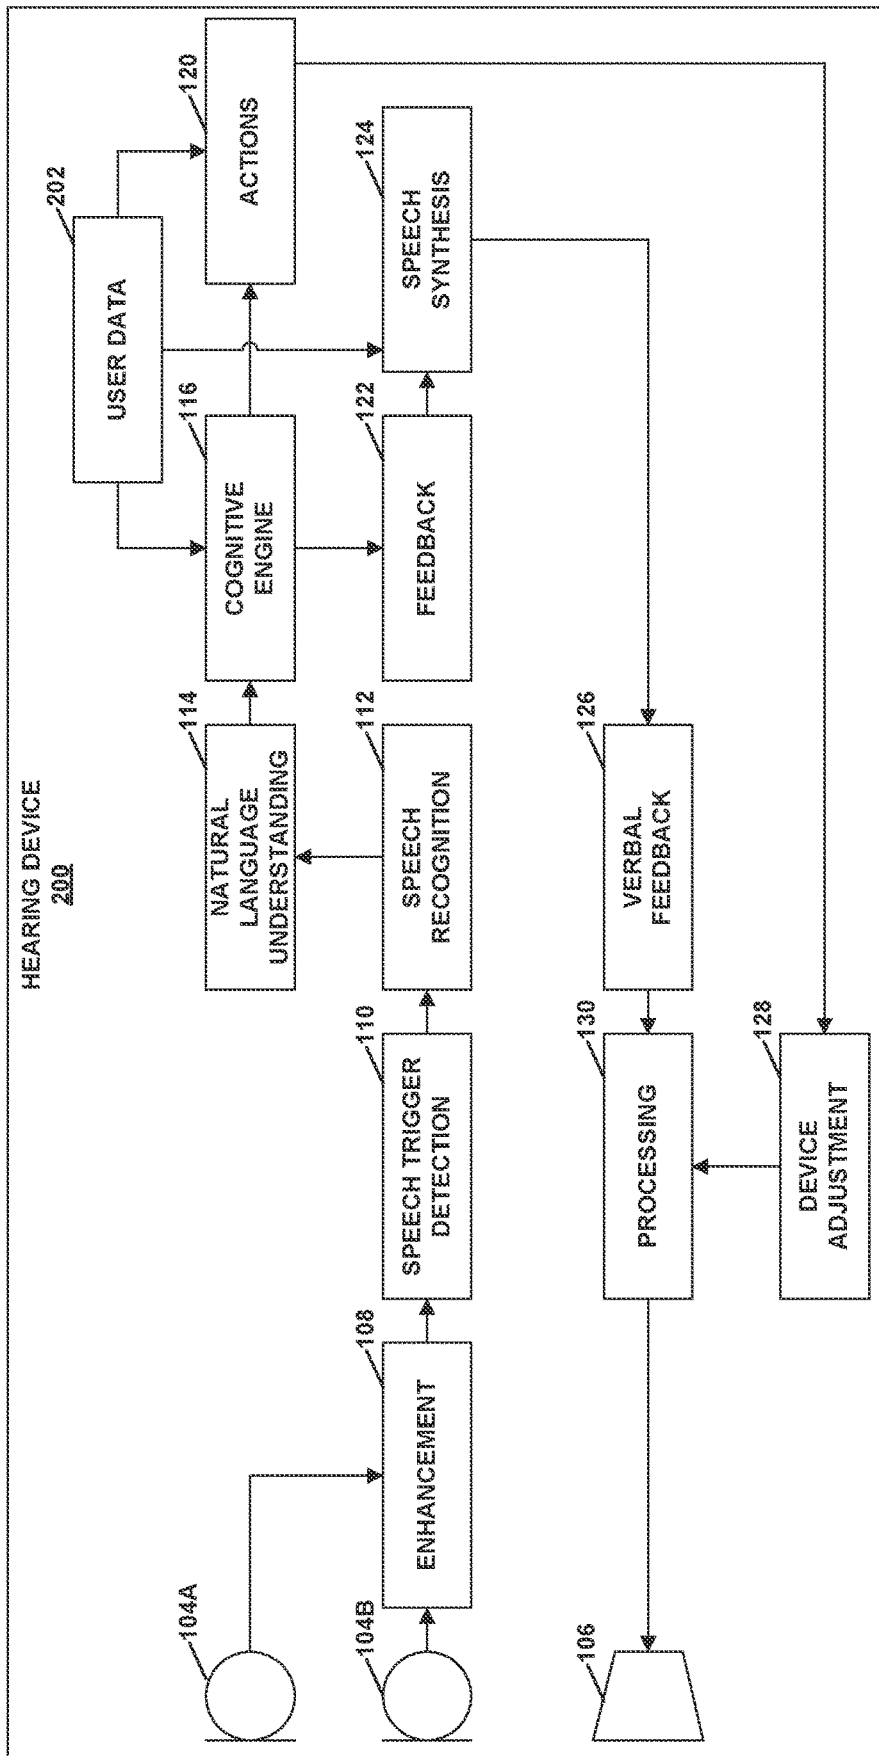 HEARING DEVICE
200
202
USER DATA
104A
114
NATURAL
LANGUAGE
UNDERSTANDING
116
COGNITIVE
ENGINE
120
ACTIONS
104B
108
ENHANCEMENT
110
SPEECH TRIGGER
DETECTION
112
SPEECH
RECOGNITION
122
FEEDBACK
124
SPEECH
SYNTHESIS
106
130
PROCESSING
126
VERBAL
FEEDBACK
128
DEVICE
ADJUSTMENT